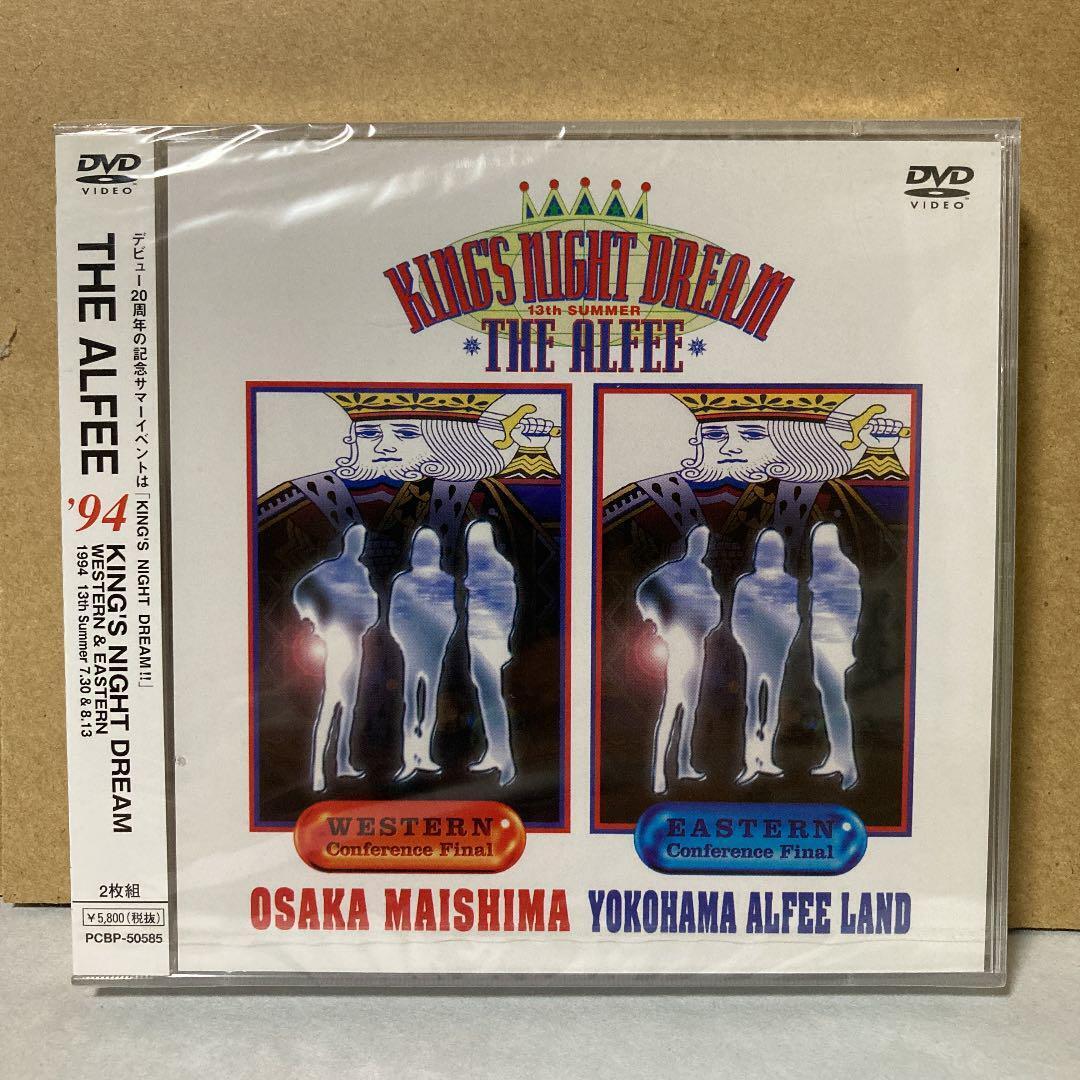 DVD
VIDEO
デビュー20周年の記念サマーイベントは「KING'S NIGHT DREAM!!」
THE ALFEE '94 KING'S NIGHT DREAM
WESTERN & EASTERN
1994 13th Summer 7.30 & 8.13
2枚組
¥5,800(税抜)
PCBP-50585
DVD
VIDEO
KING'S NIGHT DREAM
13th SUMMER
THE ALFEE
WESTERN
Conference Final
OSAKA MAISHIMA
EASTERN
Conference Final
YOKOHAMA ALFEE LAND